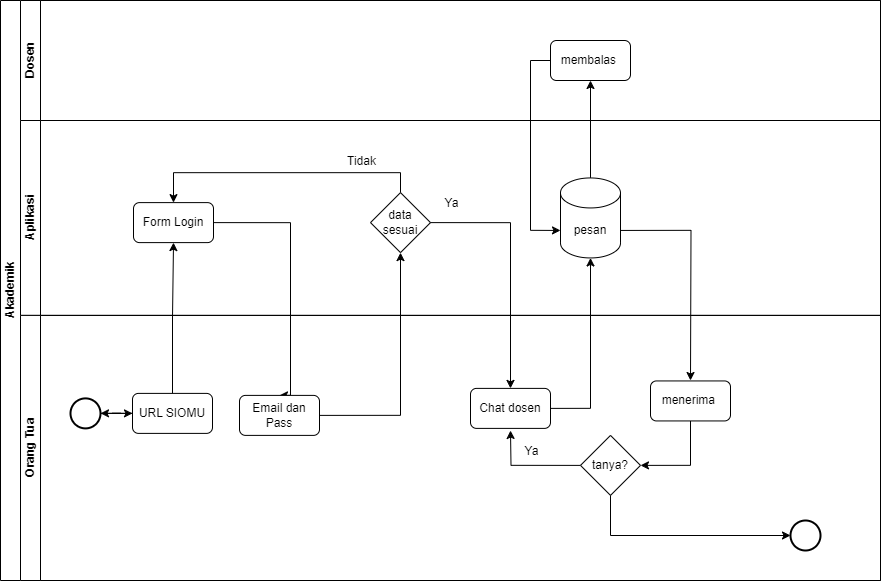 Akademik
Dosen
membalas
Aplikasi
Tidak
Form Login
data
sesuai
Ya
pesan
Orang Tua
URL SIOMU
Email dan
Pass
Chat dosen
menerima
Ya
tanya?